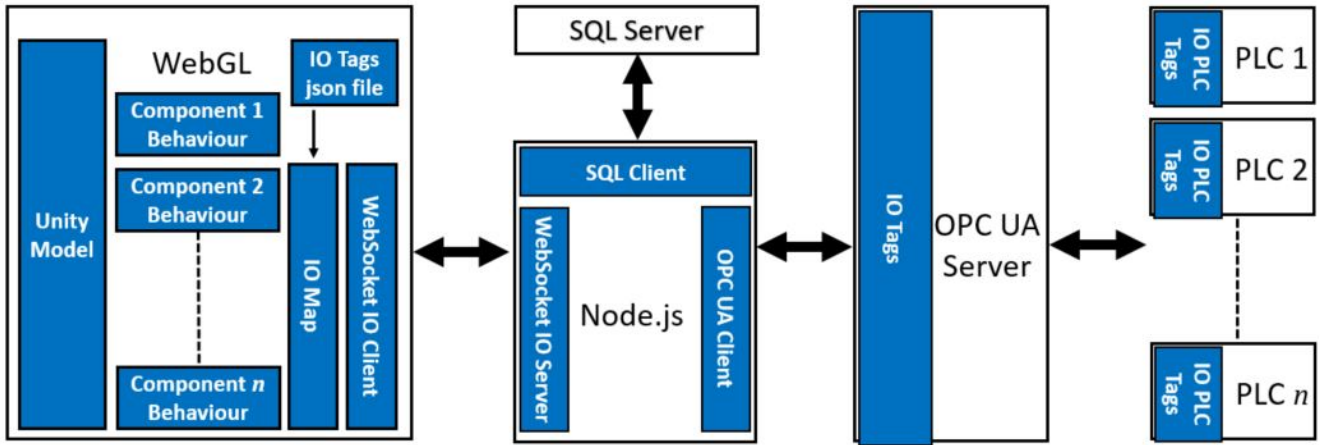 WebGL
Unity
Model
Component 1
Behaviour
Component 2
Behaviour
Component n
Behaviour
IO Tags
json file
IO Map
WebSocket IO Client
SQL Server
SQL Client
WebSocket IO Server
Node.js
OPC UA Client
IO Tags
OPC UA
Server
IO PLC
Tags
PLC 1
IO PLC
Tags
PLC 2
IO PLC
Tags
PLC n